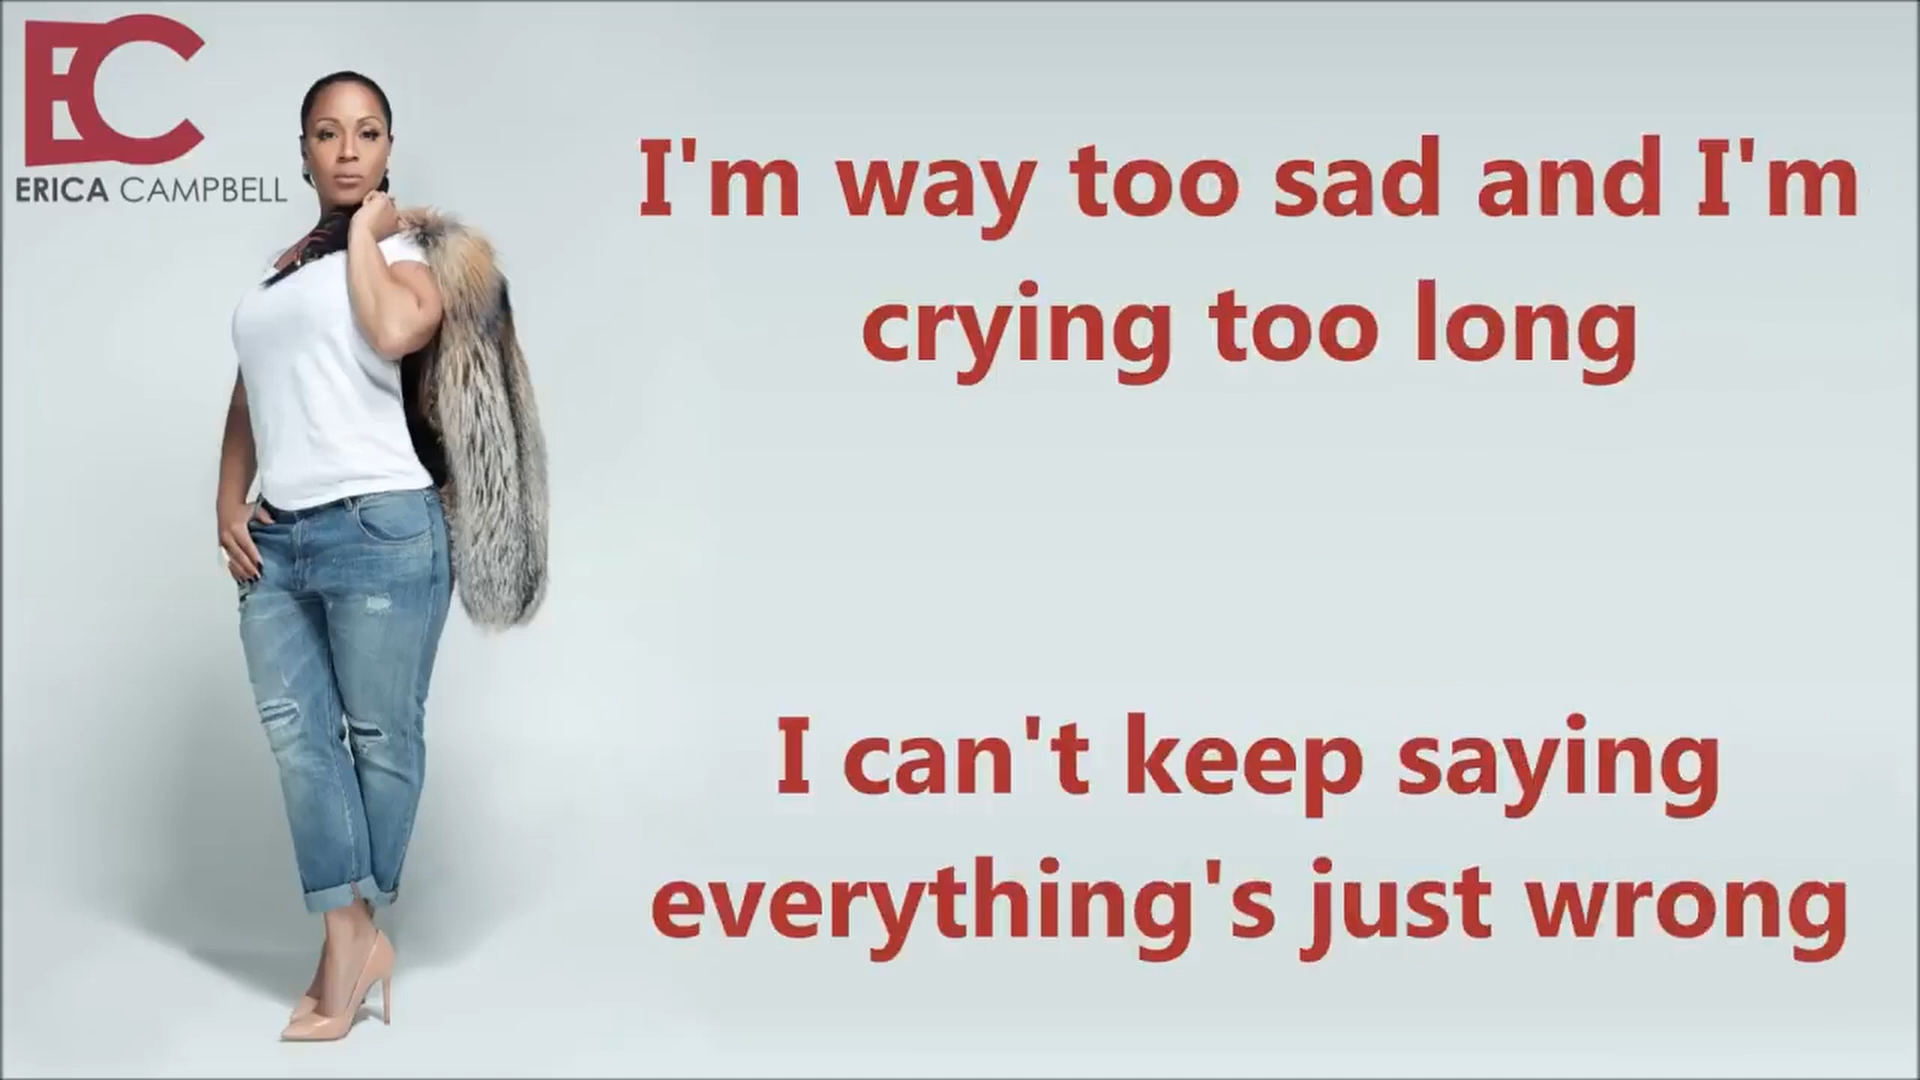 EC
ERICA CAMPBELL
I'm way too sad and I'm
crying too long
I can't keep saying
everything's just wrong